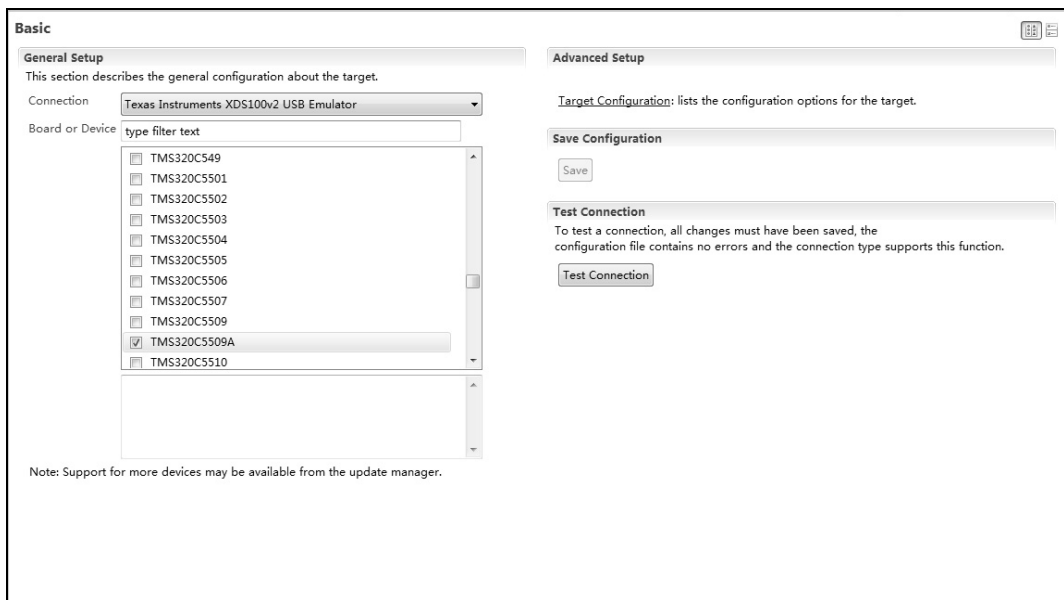 Basic
General Setup
This section describes the general configuration about the target.
Connection
Texas Instruments XDS100v2 USB Emulator
Board or Device
type filter text
TMS320C549
TMS320C5501
TMS320C5502
TMS320C5503
TMS320C5504
TMS320C5505
TMS320C5506
TMS320C5507
TMS320C5509
TMS320C5509A
TMS320C5510
Note: Support for more devices may be available from the update manager.
Advanced Setup
Target Configuration: lists the configuration options for the target.
Save Configuration
Save
Test Connection
To test a connection, all changes must have been saved, the
configuration file contains no errors and the connection type supports this function.
Test Connection